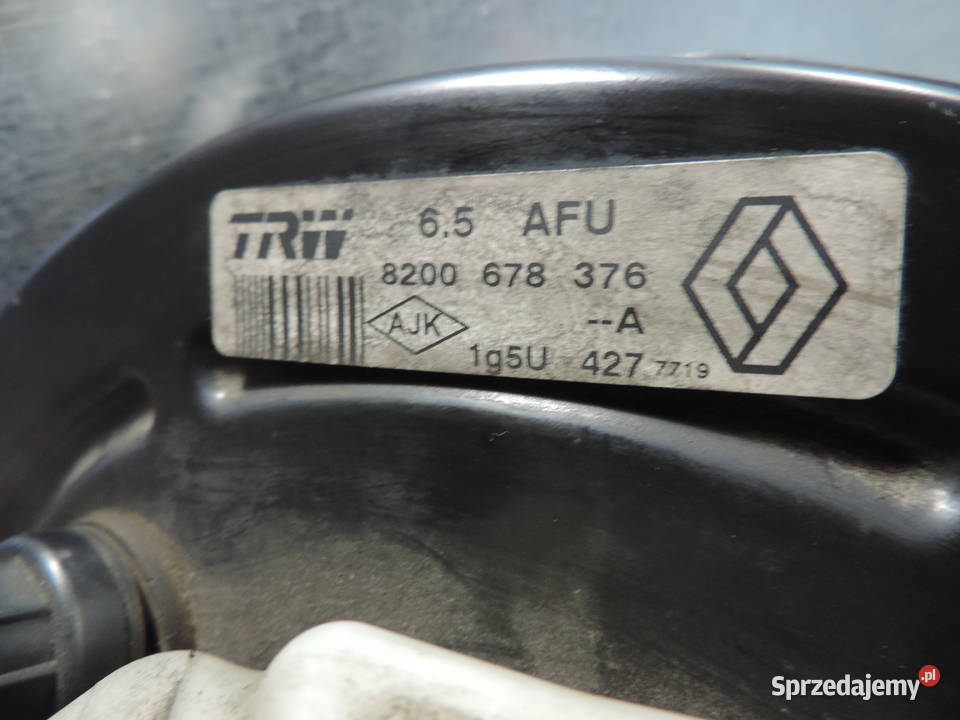 TRW 6.5 AFU
8200 678 376
AJK --A
1g5U 427 7719
Sprzedajemy.pl